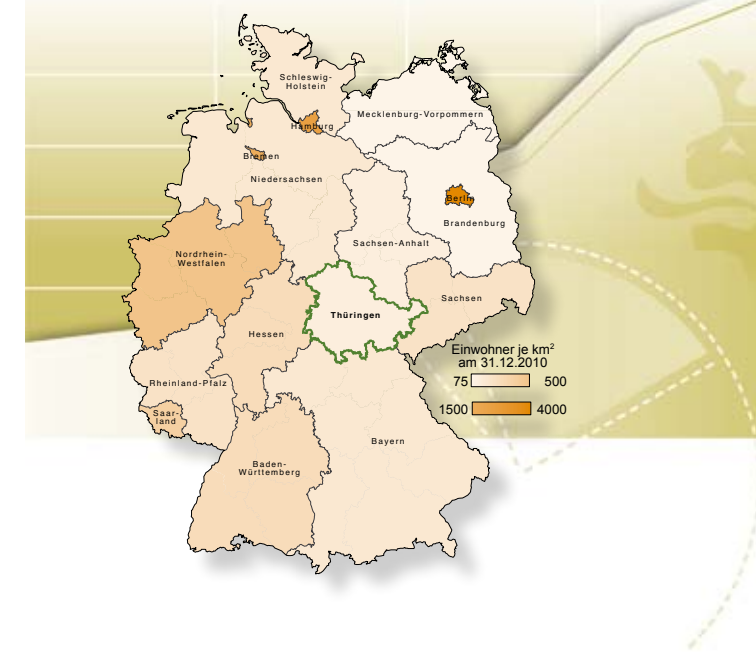 Schleswig-
Holstein
Mecklenburg-Vorpommern
Hamburg
Bremen
Niedersachsen
Berlin
Brandenburg
Sachsen-Anhalt
Nordrhein-
Westfalen
Sachsen
Thüringen
Hessen
Einwohner je km²
am 31.12.2010
75 500
1500 4000
Rheinland-Pfalz
Saar-
land
Bayern
Baden-
Württemberg